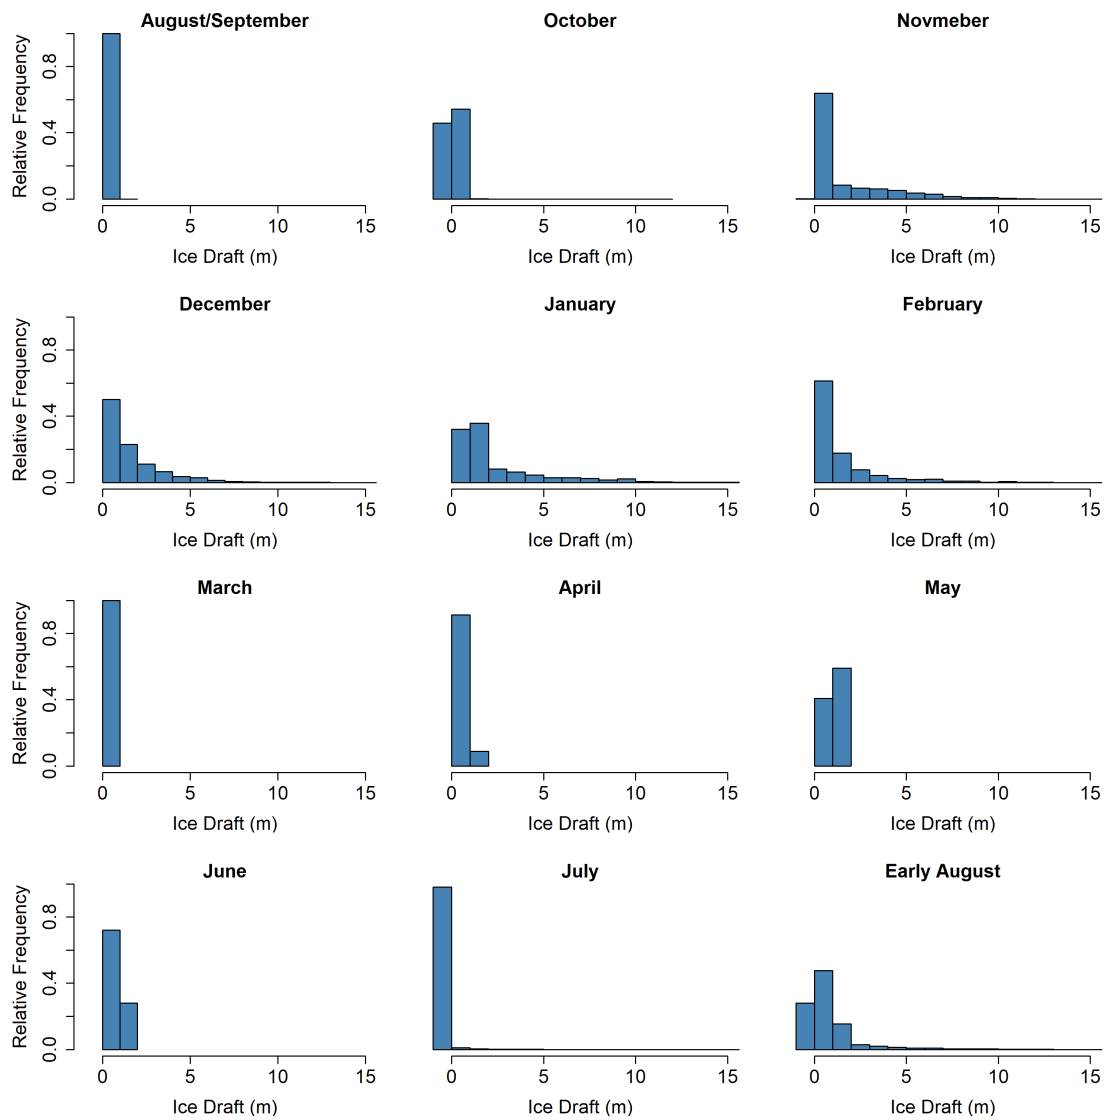 August/September October Novmeber
Relative Frequency
0.0 0.4 0.8
0 5 10 15 0 5 10 15 0 5 10 15
Ice Draft (m) Ice Draft (m) Ice Draft (m)
December January February
Relative Frequency
0.0 0.4 0.8
0 5 10 15 0 5 10 15 0 5 10 15
Ice Draft (m) Ice Draft (m) Ice Draft (m)
March April May
Relative Frequency
0.0 0.4 0.8
0 5 10 15 0 5 10 15 0 5 10 15
Ice Draft (m) Ice Draft (m) Ice Draft (m)
June July Early August
Relative Frequency
0.0 0.4 0.8
0 5 10 15 0 5 10 15 0 5 10 15
Ice Draft (m) Ice Draft (m) Ice Draft (m)